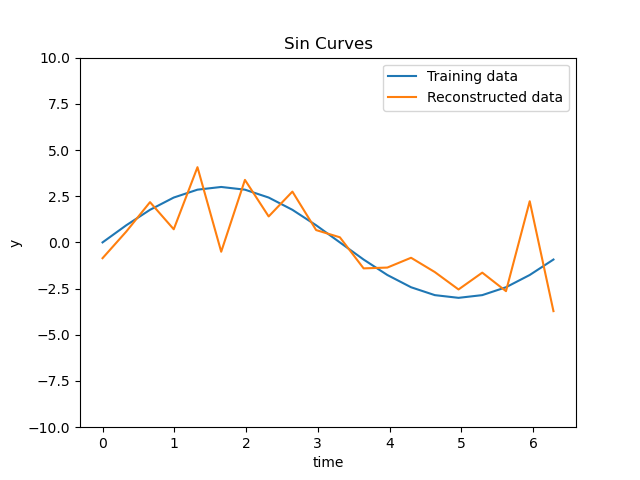 Sin Curves
Training data
Reconstructed data
10.0
7.5
5.0
2.5
0.0
−2.5
−5.0
−7.5
−10.0
y
0 1 2 3 4 5 6
time